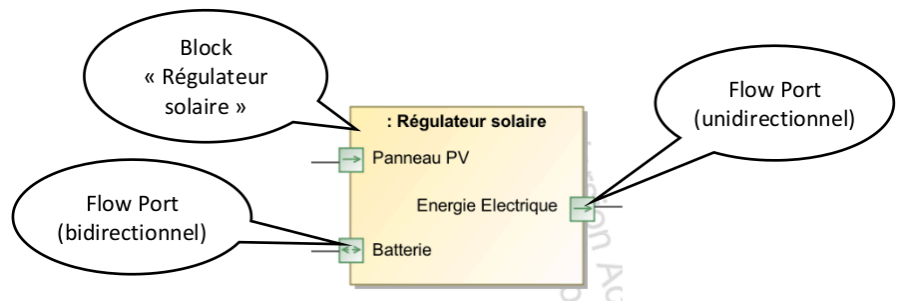 Block
« Régulateur
solaire »
Flow Port
(unidirectionnel)
: Régulateur solaire
Panneau PV
Energie Electrique
Flow Port
(bidirectionnel)
Batterie